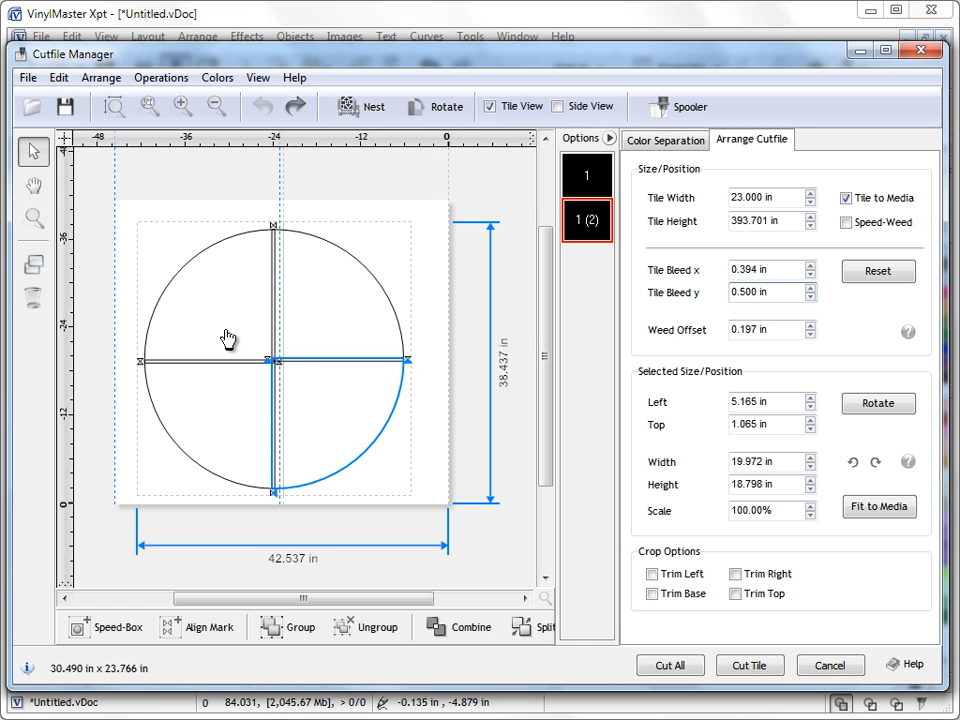 VinylMaster Xpt - [*Untitled.vDoc]
File Edit View Layout Arrange Effects Objects Images Text Curves Tools Window Help
Cutfile Manager
File Edit Arrange Operations Colors View Help
Nest Rotate Tile View Side View Spooler
-48 -36 -24 -12 0
Options
Color Separation Arrange Cutfile
1
1 (2)
-36
-24
-12
0
38.437 in
42.537 in
Size/Position
Tile Width 23.000 in Tile to Media
Tile Height 393.701 in Speed-Weed
Tile Bleed x 0.394 in Reset
Tile Bleed y 0.500 in
Weed Offset 0.197 in ?
Selected Size/Position
Left 5.165 in Rotate
Top 1.065 in
Width 19.972 in ?
Height 18.798 in
Scale 100.00% Fit to Media
Crop Options
Trim Left Trim Right
Trim Base Trim Top
Speed-Box Align Mark Group Ungroup Combine Split
30.490 in x 23.766 in
Cut All Cut Tile Cancel Help
*Untitled.vDoc 0 84.031, [2,045.67 Mb], > 0/0 -0.135 in , -4.879 in